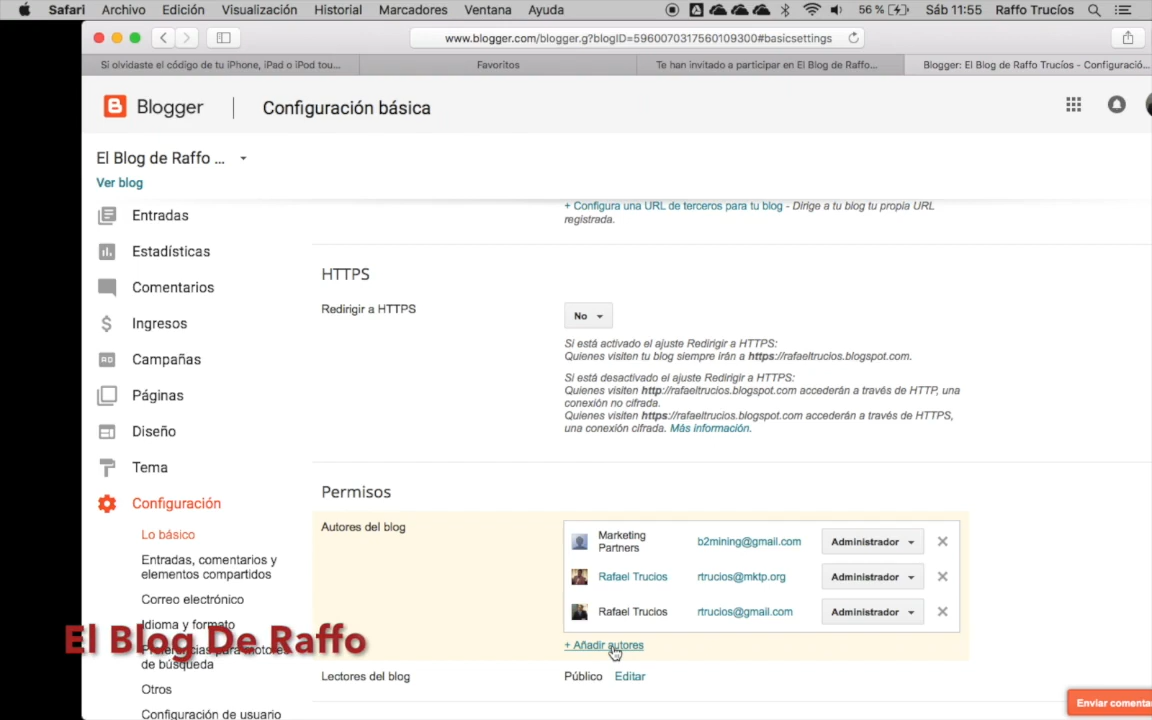 Safari Archivo Edición Visualización Historial Marcadores Ventana Ayuda 56 % Sáb 11:55 Raffo Trucíos
www.blogger.com/blogger.g?blogID=5960070317560109300#basicsettings
Si olvidaste el código de tu iPhone, iPad o iPod tou... Favoritos Te han invitado a participar en El Blog de Raffo... Blogger: El Blog de Raffo Trucíos - Configuració...
Blogger Configuración básica
El Blog de Raffo ...
Ver blog
+ Configura una URL de terceros para tu blog - Dirige a tu blog tu propia URL
registrada.
Entradas
Estadísticas
Comentarios
Ingresos
Campañas
Páginas
Diseño
Tema
Configuración
Lo básico
Entradas, comentarios y
elementos compartidos
Correo electrónico
Idioma y formato
Preferencias para motores
de búsqueda
Otros
Configuración de usuario
HTTPS
Redirigir a HTTPS
No
Si está activado el ajuste Redirigir a HTTPS:
Quienes visiten tu blog siempre irán a https://rafaeltrucios.blogspot.com.
Si está desactivado el ajuste Redirigir a HTTPS:
Quienes visiten http://rafaeltrucios.blogspot.com accederán a través de HTTP, una
conexión no cifrada.
Quienes visiten https://rafaeltrucios.blogspot.com accederán a través de HTTPS,
una conexión cifrada. Más información.
Permisos
Autores del blog
Marketing
Partners b2mining@gmail.com Administrador
Rafael Trucios rtrucios@mktp.org Administrador
Rafael Trucios rtrucios@gmail.com Administrador
+ Añadir autores
Lectores del blog Público Editar
Enviar comenta
El Blog De Raffo